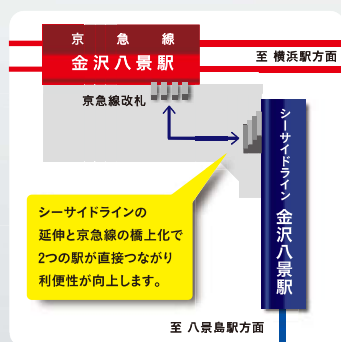 京急線
金沢八景駅
至 横浜駅方面
京急線改札
シーサイドライン 金沢八景駅
シーサイドラインの
延伸と京急線の橋上化で
2つの駅が直接つながり
利便性が向上します。
至 八景島駅方面